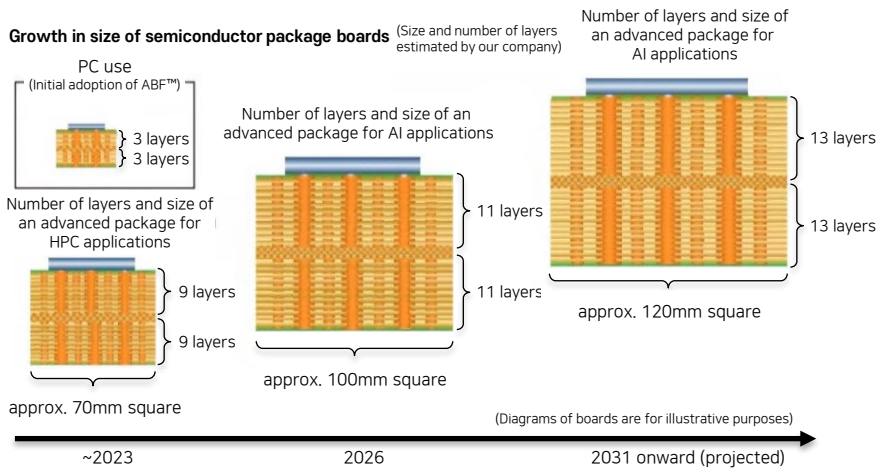 Growth in size of semiconductor package boards
(Size and number of layers
estimated by our company)
PC use
(Initial adoption of ABF™)
3 layers
3 layers
Number of layers and size of
an advanced package for
HPC applications
9 layers
9 layers
approx. 70mm square
Number of layers and size of an
advanced package for AI applications
11 layers
11 layers
approx. 100mm square
Number of layers and size of
an advanced package for
AI applications
13 layers
13 layers
approx. 120mm square
(Diagrams of boards are for illustrative purposes)
~2023
2026
2031 onward (projected)